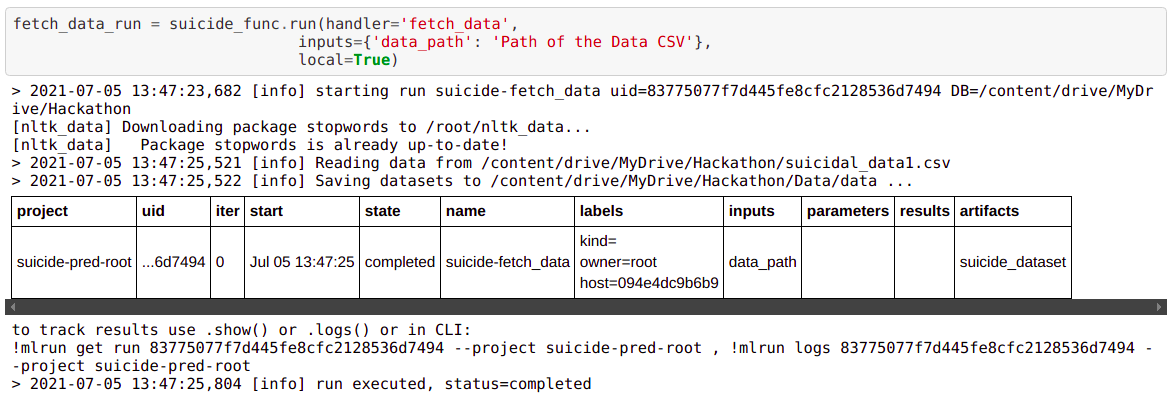 fetch_data_run = suicide_func.run(handler='fetch_data',
inputs={'data_path': 'Path of the Data CSV'},
local=True)
> 2021-07-05 13:47:23,682 [info] starting run suicide-fetch_data uid=83775077f7d445fe8cfc2128536d7494 DB=/content/drive/MyDr
ive/Hackathon
[nltk_data] Downloading package stopwords to /root/nltk_data...
[nltk_data]   Package stopwords is already up-to-date!
> 2021-07-05 13:47:25,521 [info] Reading data from /content/drive/MyDrive/Hackathon/suicidal_data1.csv
> 2021-07-05 13:47:25,522 [info] Saving datasets to /content/drive/MyDrive/Hackathon/Data/data ...
project uid iter start state name labels inputs parameters results artifacts
kind=
suicide-pred-root ...6d7494 0 Jul 05 13:47:25 completed suicide-fetch_data owner=root data_path suicide_dataset
host=094e4dc9b6b9
to track results use .show() or .logs() or in CLI:
!mlrun get run 83775077f7d445fe8cfc2128536d7494 --project suicide-pred-root , !mlrun logs 83775077f7d445fe8cfc2128536d7494 -
-project suicide-pred-root
> 2021-07-05 13:47:25,804 [info] run executed, status=completed